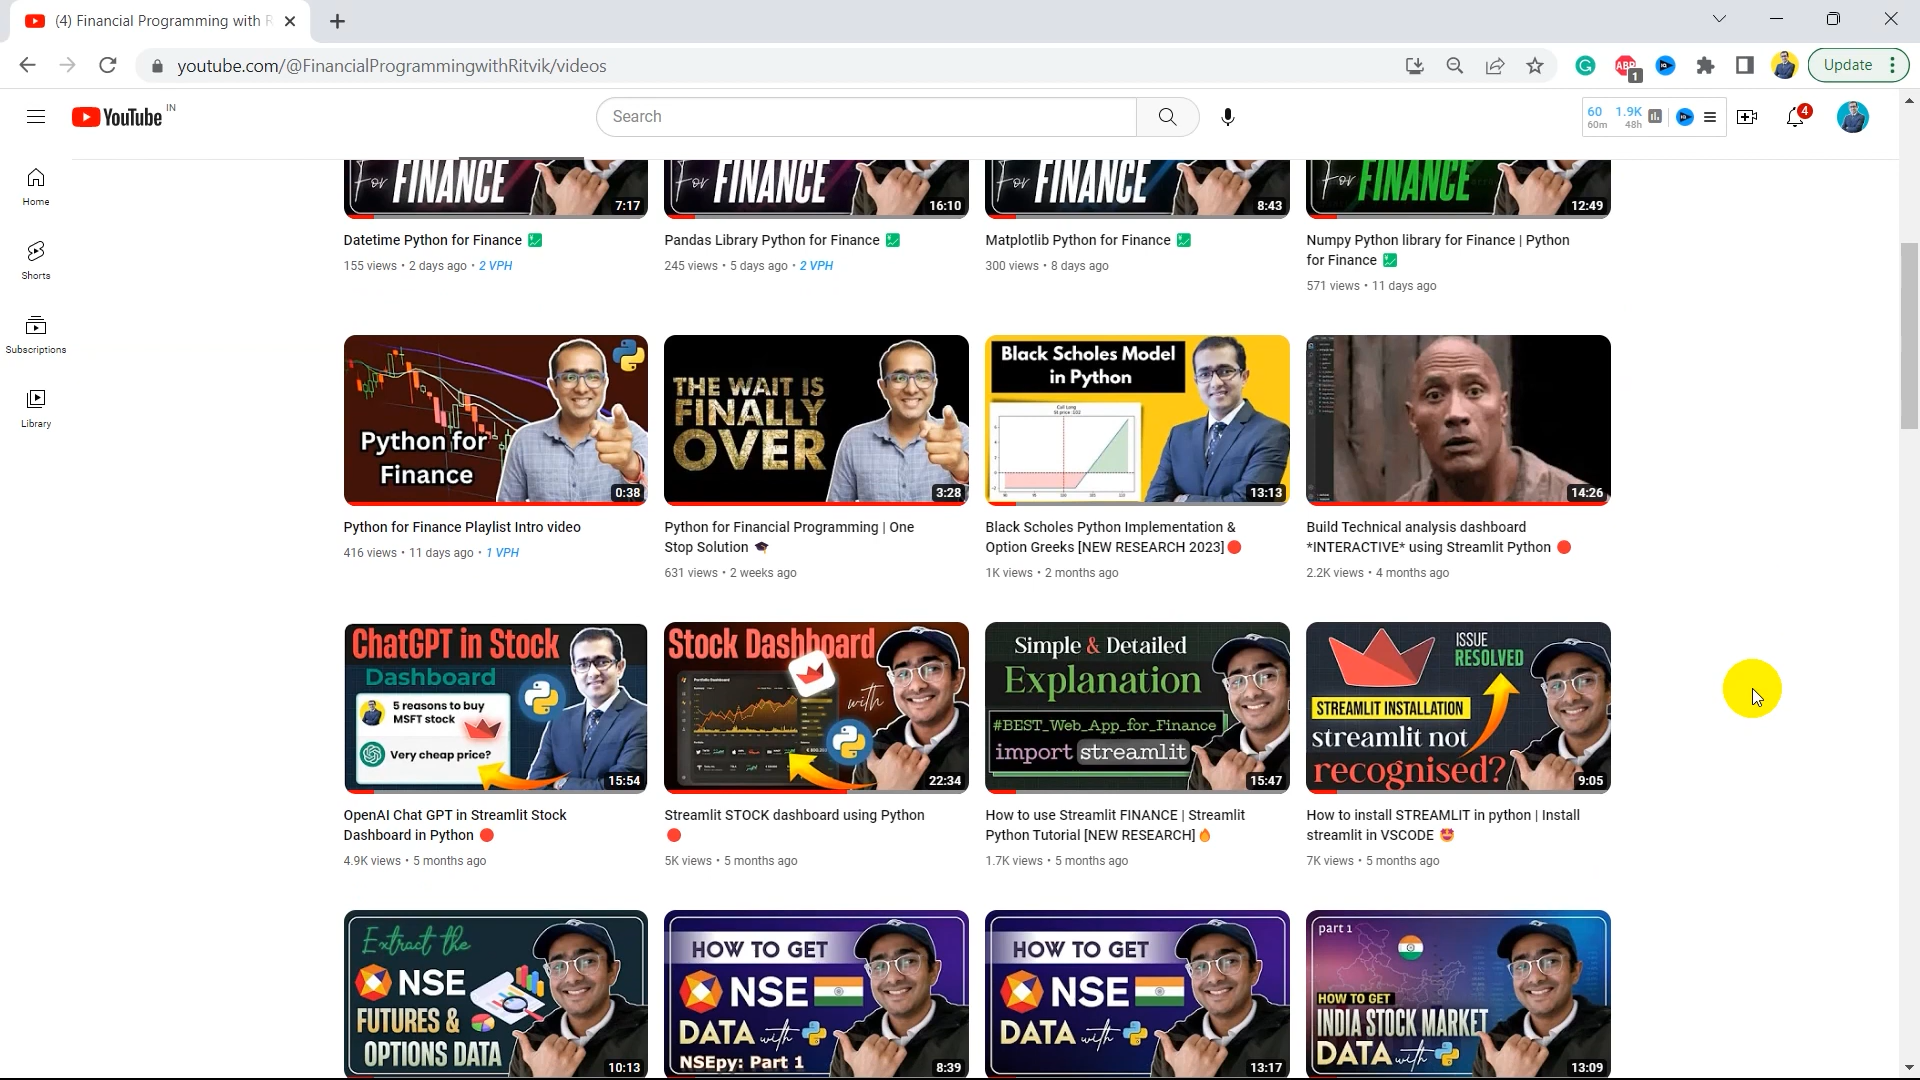 (4) Financial Programming with R
youtube.com/@FinancialProgrammingwithRitvik/videos
ABP
1
Update
YouTube
IN
Search
60
60m
1.9K
48h
4
Home
Shorts
Subscriptions
Library
For FINANCE
7:17
For FINANCE
16:10
For FINANCE
8:43
For FINANCE
12:49
Datetime Python for Finance
155 views • 2 days ago • 2 VPH
Pandas Library Python for Finance
245 views • 5 days ago • 2 VPH
Matplotlib Python for Finance
300 views • 8 days ago
Numpy Python library for Finance | Python
for Finance
571 views • 11 days ago
Python for
Finance
0:38
THE WAIT IS
FINALLY
OVER
3:28
Black Scholes Model
in Python
13:13
14:26
Python for Finance Playlist Intro video
416 views • 11 days ago • 1 VPH
Python for Financial Programming | One
Stop Solution
631 views • 2 weeks ago
Black Scholes Python Implementation &
Option Greeks [NEW RESEARCH 2023]
1K views • 2 months ago
Build Technical analysis dashboard
*INTERACTIVE* using Streamlit Python
2.2K views • 4 months ago
ChatGPT in Stock
Dashboard
5 reasons to buy
MSFT stock
Very cheap price?
15:54
Stock Dashboard
with
22:34
Simple & Detailed
Explanation
#BEST_Web_App_for_Finance
import streamlit
15:47
ISSUE
RESOLVED
STREAMLIT INSTALLATION
streamlit not
recognised?
9:05
OpenAI Chat GPT in Streamlit Stock
Dashboard in Python
4.9K views • 5 months ago
Streamlit STOCK dashboard using Python
5K views • 5 months ago
How to use Streamlit FINANCE | Streamlit
Python Tutorial [NEW RESEARCH]
1.7K views • 5 months ago
How to install STREAMLIT in python | Install
streamlit in VSCODE
7K views • 5 months ago
Extract the
NSE
FUTURES &
OPTIONS DATA
10:13
HOW TO GET
NSE
DATA with
NSEpy: Part 1
8:39
HOW TO GET
NSE
DATA with
13:17
part 1
HOW TO GET
INDIA STOCK MARKET
DATA with
13:09